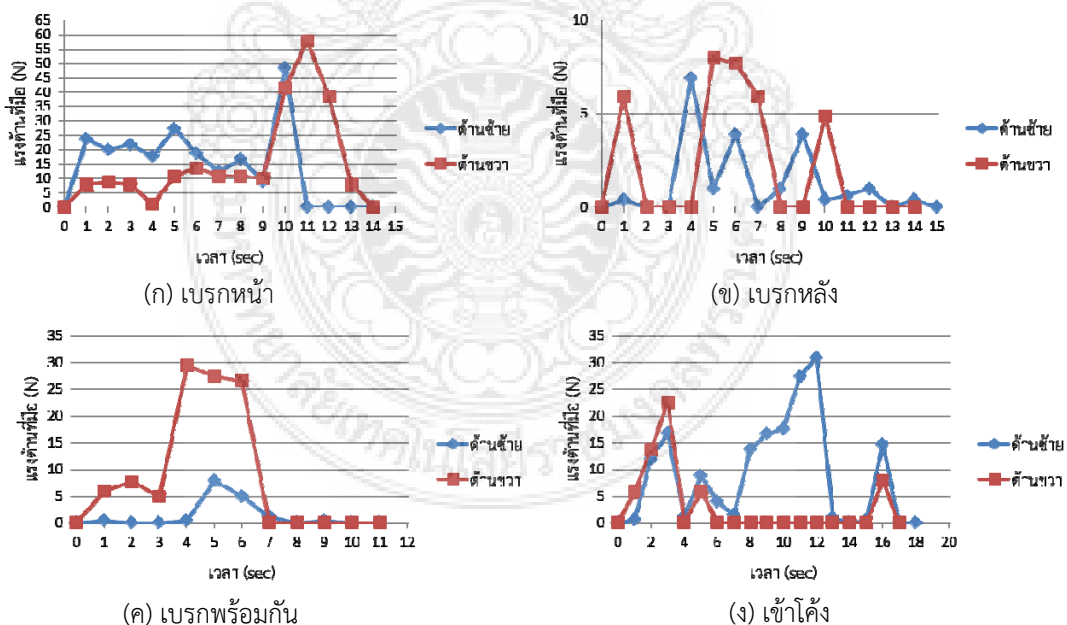 แรงต้านที่มือ (N)
65
60
55
50
45
40
35
30
25
20
15
10
5
0
0 1 2 3 4 5 6 7 8 9 10 11 12 13 14 15
เวลา (sec)
ด้านซ้าย
ด้านขวา
(ก) เบรกหน้า
แรงต้านที่มือ (N)
10
5
0
0 1 2 3 4 5 6 7 8 9 10 11 12 13 14 15
เวลา (sec)
ด้านซ้าย
ด้านขวา
(ข) เบรกหลัง
แรงต้านที่มือ (N)
35
30
25
20
15
10
5
0
0 1 2 3 4 5 6 7 8 9 10 11 12
เวลา (sec)
ด้านซ้าย
ด้านขวา
(ค) เบรกพร้อมกัน
แรงต้านที่มือ (N)
35
30
25
20
15
10
5
0
0 2 4 6 8 10 12 14 16 18 20
เวลา (sec)
ด้านซ้าย
ด้านขวา
(ง) เข้าโค้ง